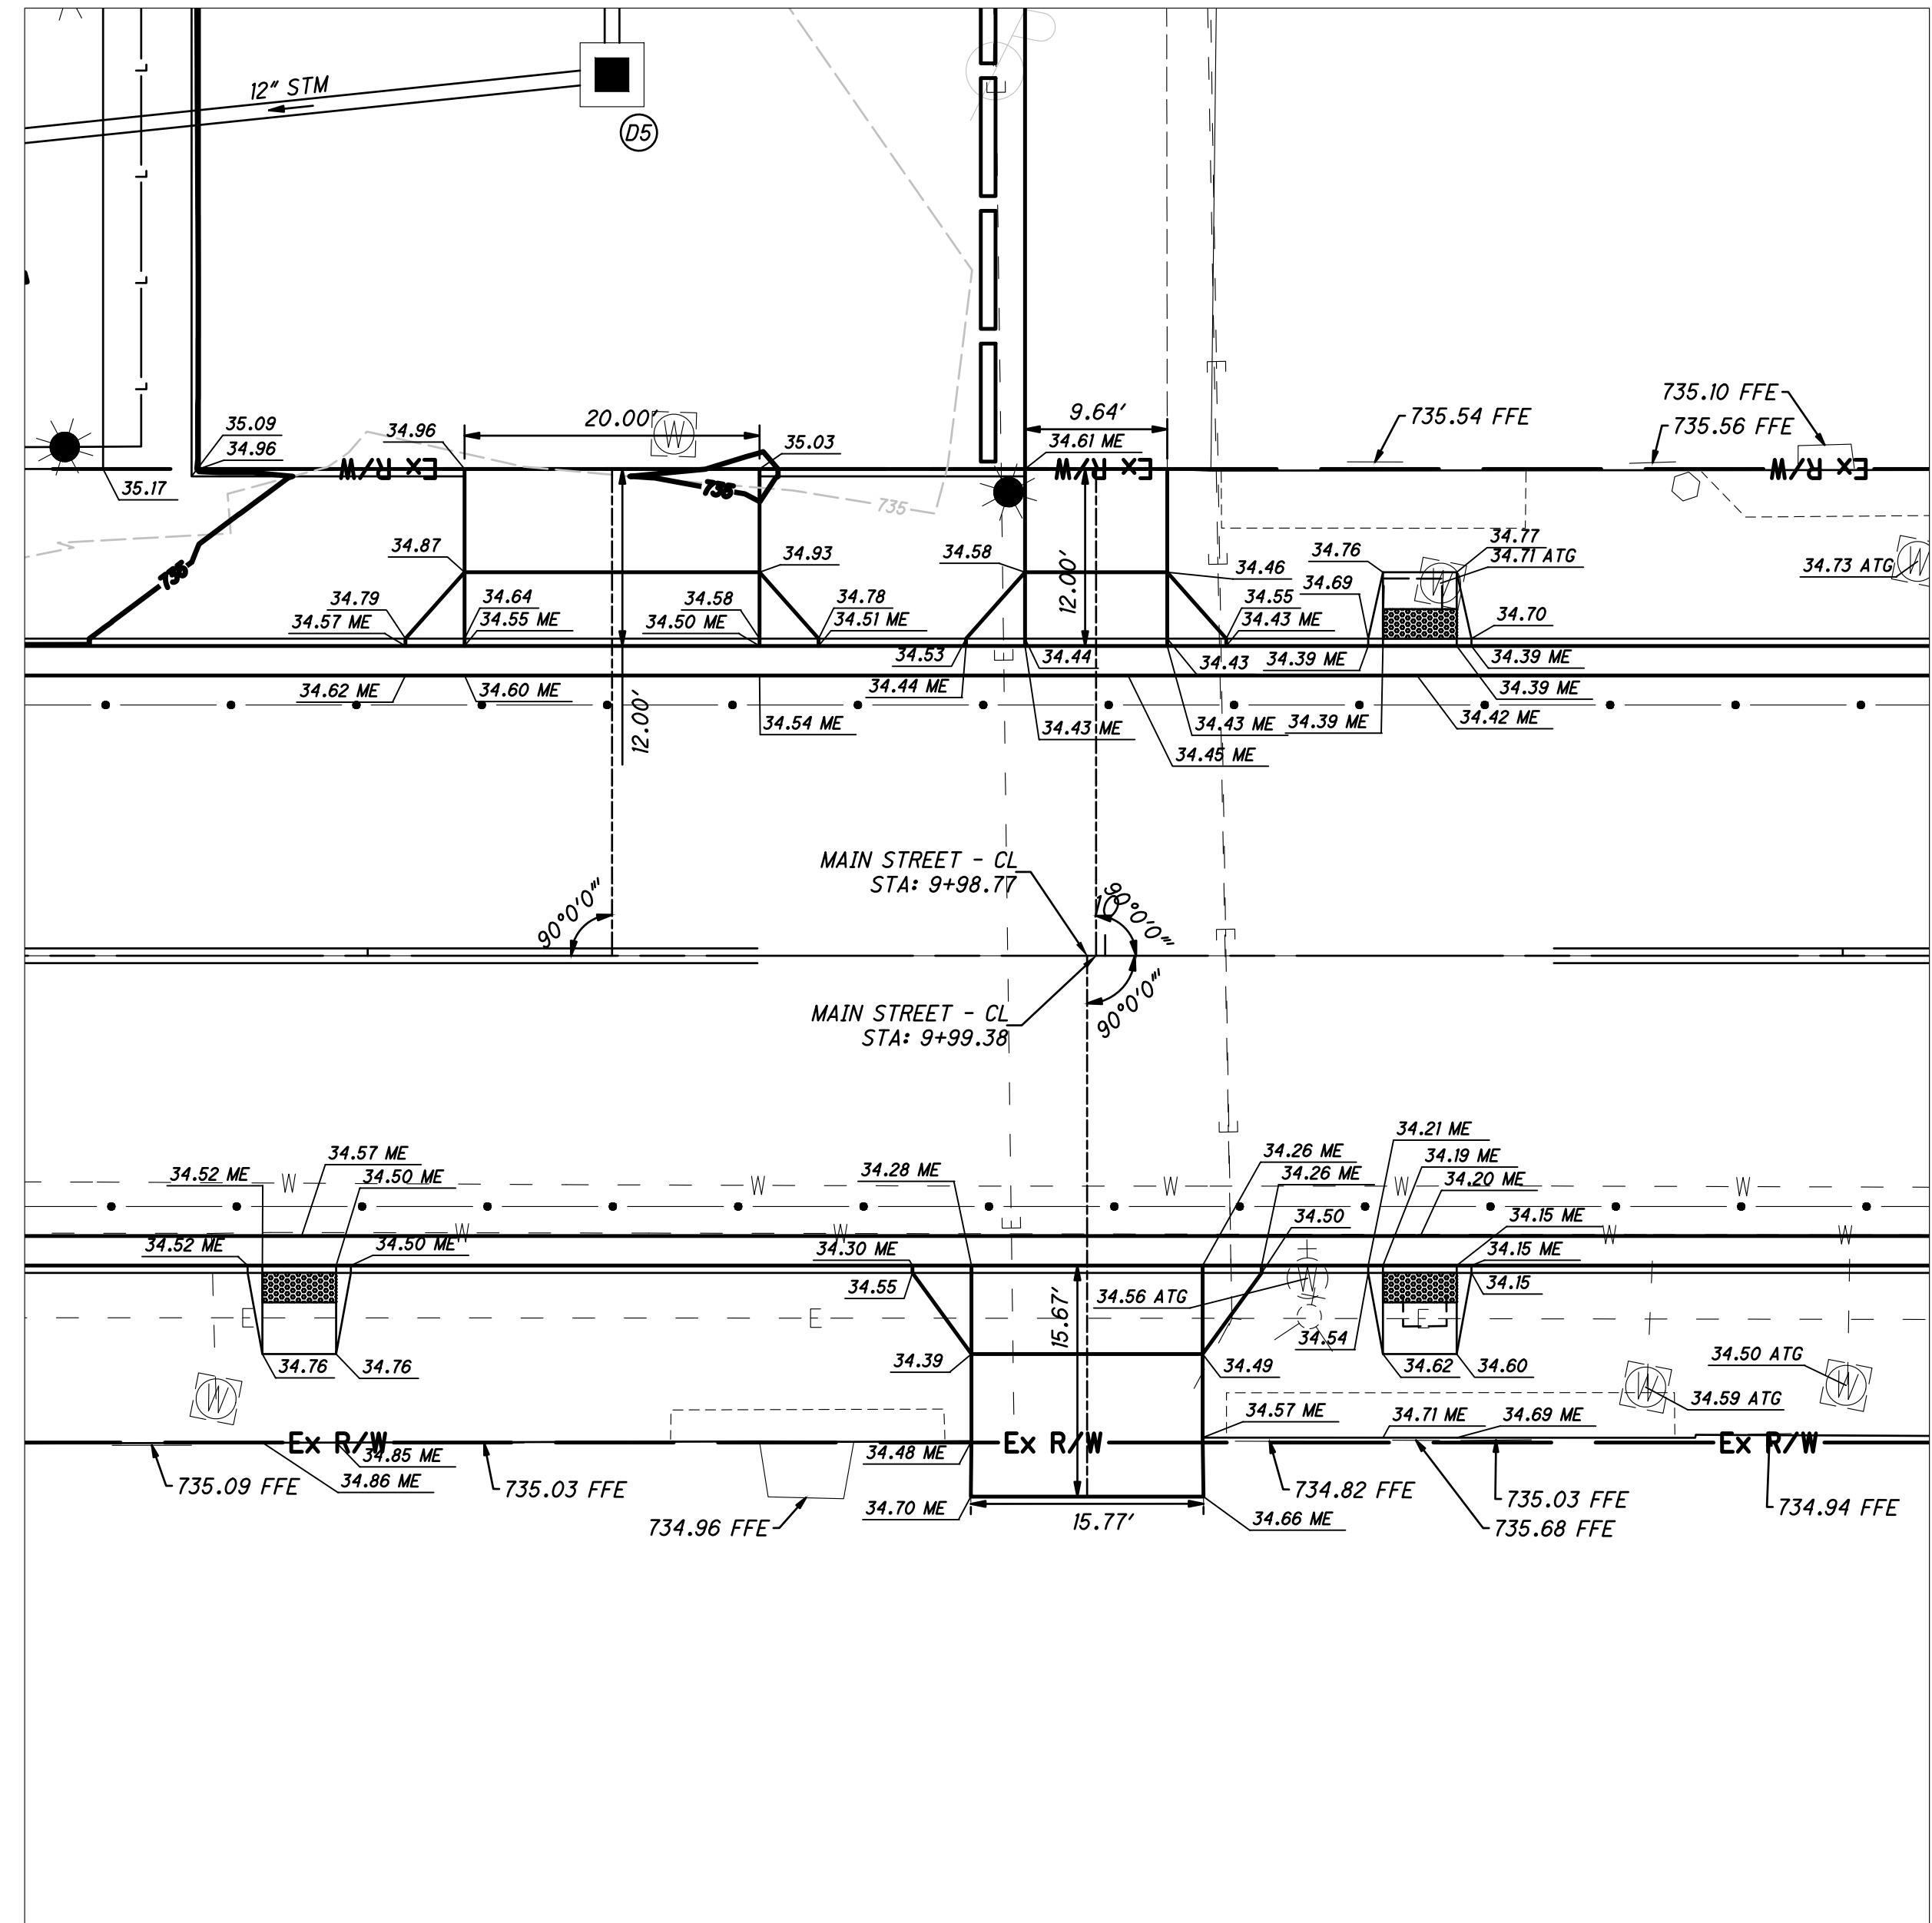 12" STM
D5
L
L
L
L
735.10 FFE
735.54 FFE
735.56 FFE
20.00'
W
9.64'
35.09
34.96
34.96
35.03
34.61 ME
Ex R/W
Ex R/W
Ex R/W
35.17
735
735
735
34.87
34.93
34.58
34.46
34.76
34.77
34.71 ATG
34.73 ATG
W
W
12.00'
34.79
34.57 ME
34.64
34.55 ME
34.58
34.50 ME
34.78
34.51 ME
34.55
34.43 ME
34.69
34.70
34.53
34.44
34.43
34.39 ME
34.39 ME
34.62 ME
34.60 ME
34.44 ME
34.39 ME
34.54 ME
34.43 ME
34.43 ME
34.39 ME
34.42 ME
12.00'
34.45 ME
MAIN STREET - CL
STA: 9+98.77
10
90°0'0"
90°0'0"
90°0'0"
MAIN STREET - CL
STA: 9+99.38
34.57 ME
34.52 ME
34.50 ME
34.28 ME
34.26 ME
34.26 ME
34.21 ME
34.19 ME
34.20 ME
W
W
W
W
W
34.50
34.15 ME
34.52 ME
W
34.50 ME
34.30 ME
W
W
W
34.15 ME
34.55
34.56 ATG
W
34.15
E
E
E
15.67'
34.54
34.76
34.76
34.39
34.49
34.62
34.60
34.50 ATG
W
W
W
34.59 ATG
34.57 ME
34.71 ME
34.69 ME
Ex R/W
Ex R/W
Ex R/W
34.85 ME
34.86 ME
34.48 ME
735.09 FFE
735.03 FFE
734.82 FFE
735.03 FFE
734.94 FFE
734.96 FFE
34.70 ME
15.77'
34.66 ME
735.68 FFE